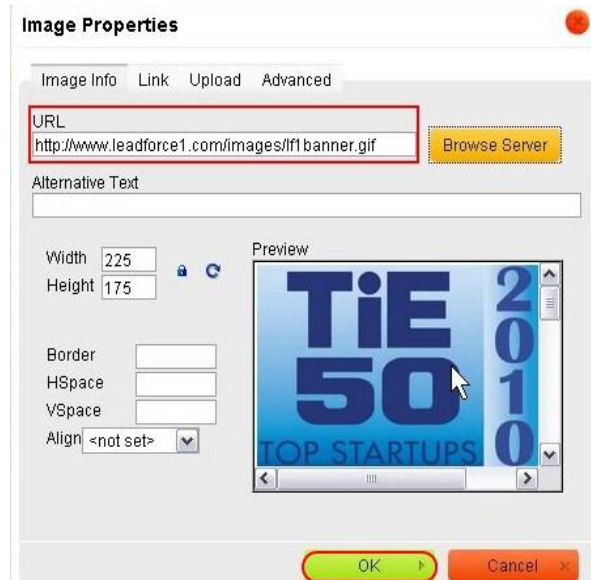 Image Properties
Image Info Link Upload Advanced
URL
http://www.leadforce1.com/images/lf1banner.gif
Browse Server
Alternative Text
Width 225
Height 175
Preview
TiE
50
TOP STARTUPS
2010
Border
HSpace
VSpace
Align <not set>
OK
Cancel